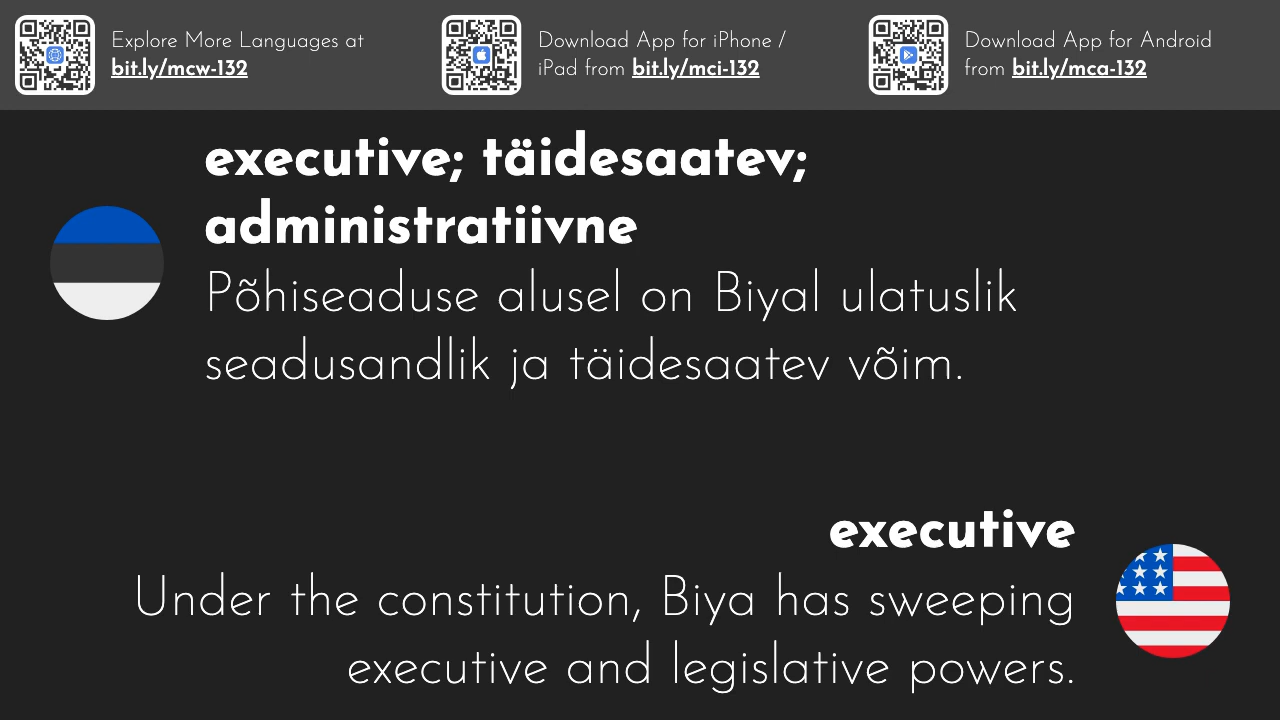 Explore More Languages at
bit.ly/mcw-132
Download App for iPhone /
iPad from bit.ly/mci-132
Download App for Android
from bit.ly/mca-132
executive; täidesaatev;
administratiivne
Põhiseaduse alusel on Biyal ulatuslik
seadusandlik ja täidesaatev võim.
executive
Under the constitution, Biya has sweeping
executive and legislative powers.